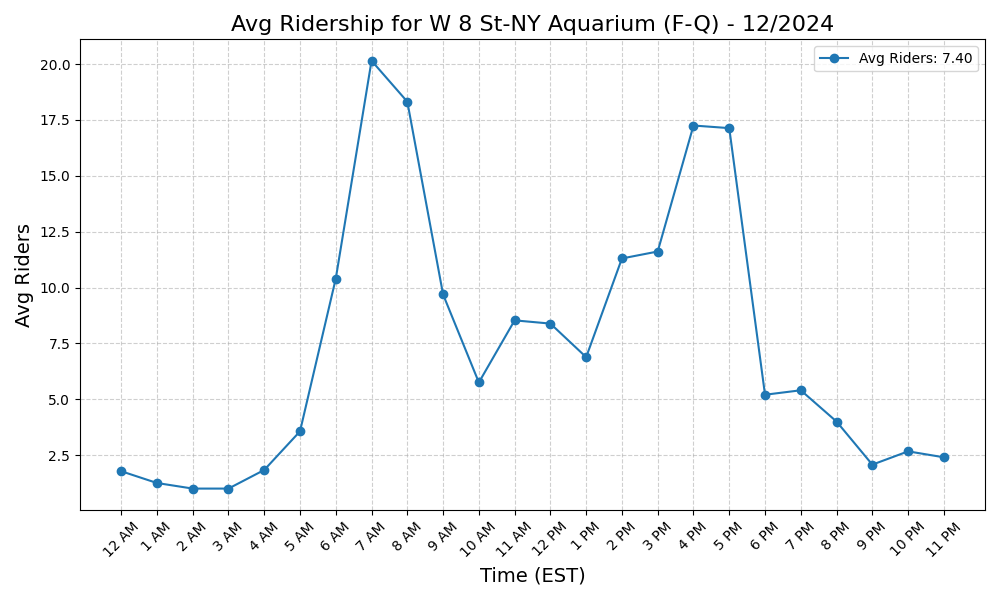 Avg Ridership for W 8 St-NY Aquarium (F-Q) - 12/2024
Avg Riders: 7.40
20.0
17.5
15.0
12.5
10.0
7.5
5.0
2.5
Avg Riders
12 AM
1 AM
2 AM
3 AM
4 AM
5 AM
6 AM
7 AM
8 AM
9 AM
10 AM
11 AM
12 PM
1 PM
2 PM
3 PM
4 PM
5 PM
6 PM
7 PM
8 PM
9 PM
10 PM
11 PM
Time (EST)